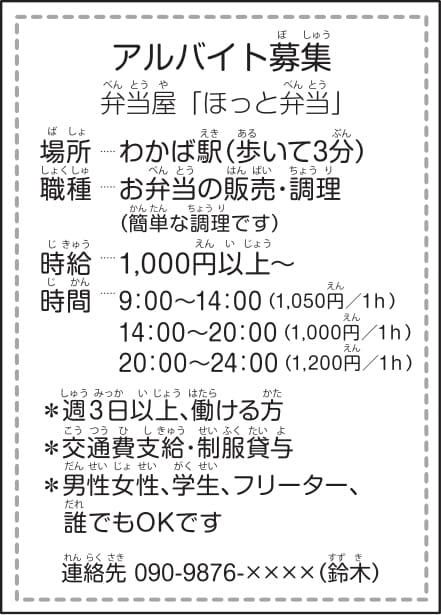 アルバイト募集
弁当屋「ほっと弁当」
場所……わかば駅(歩いて3分)
職種……お弁当の販売・調理
(簡単な調理です)
時給……1,000円以上～
時間……9:00～14:00(1,050円／1h)
14:00～20:00(1,000円／1h)
20:00～24:00(1,200円／1h)
＊週3日以上、働ける方
＊交通費支給・制服貸与
＊男性女性、学生、フリーター、
誰でもOKです
連絡先 090-9876-××××(鈴木)